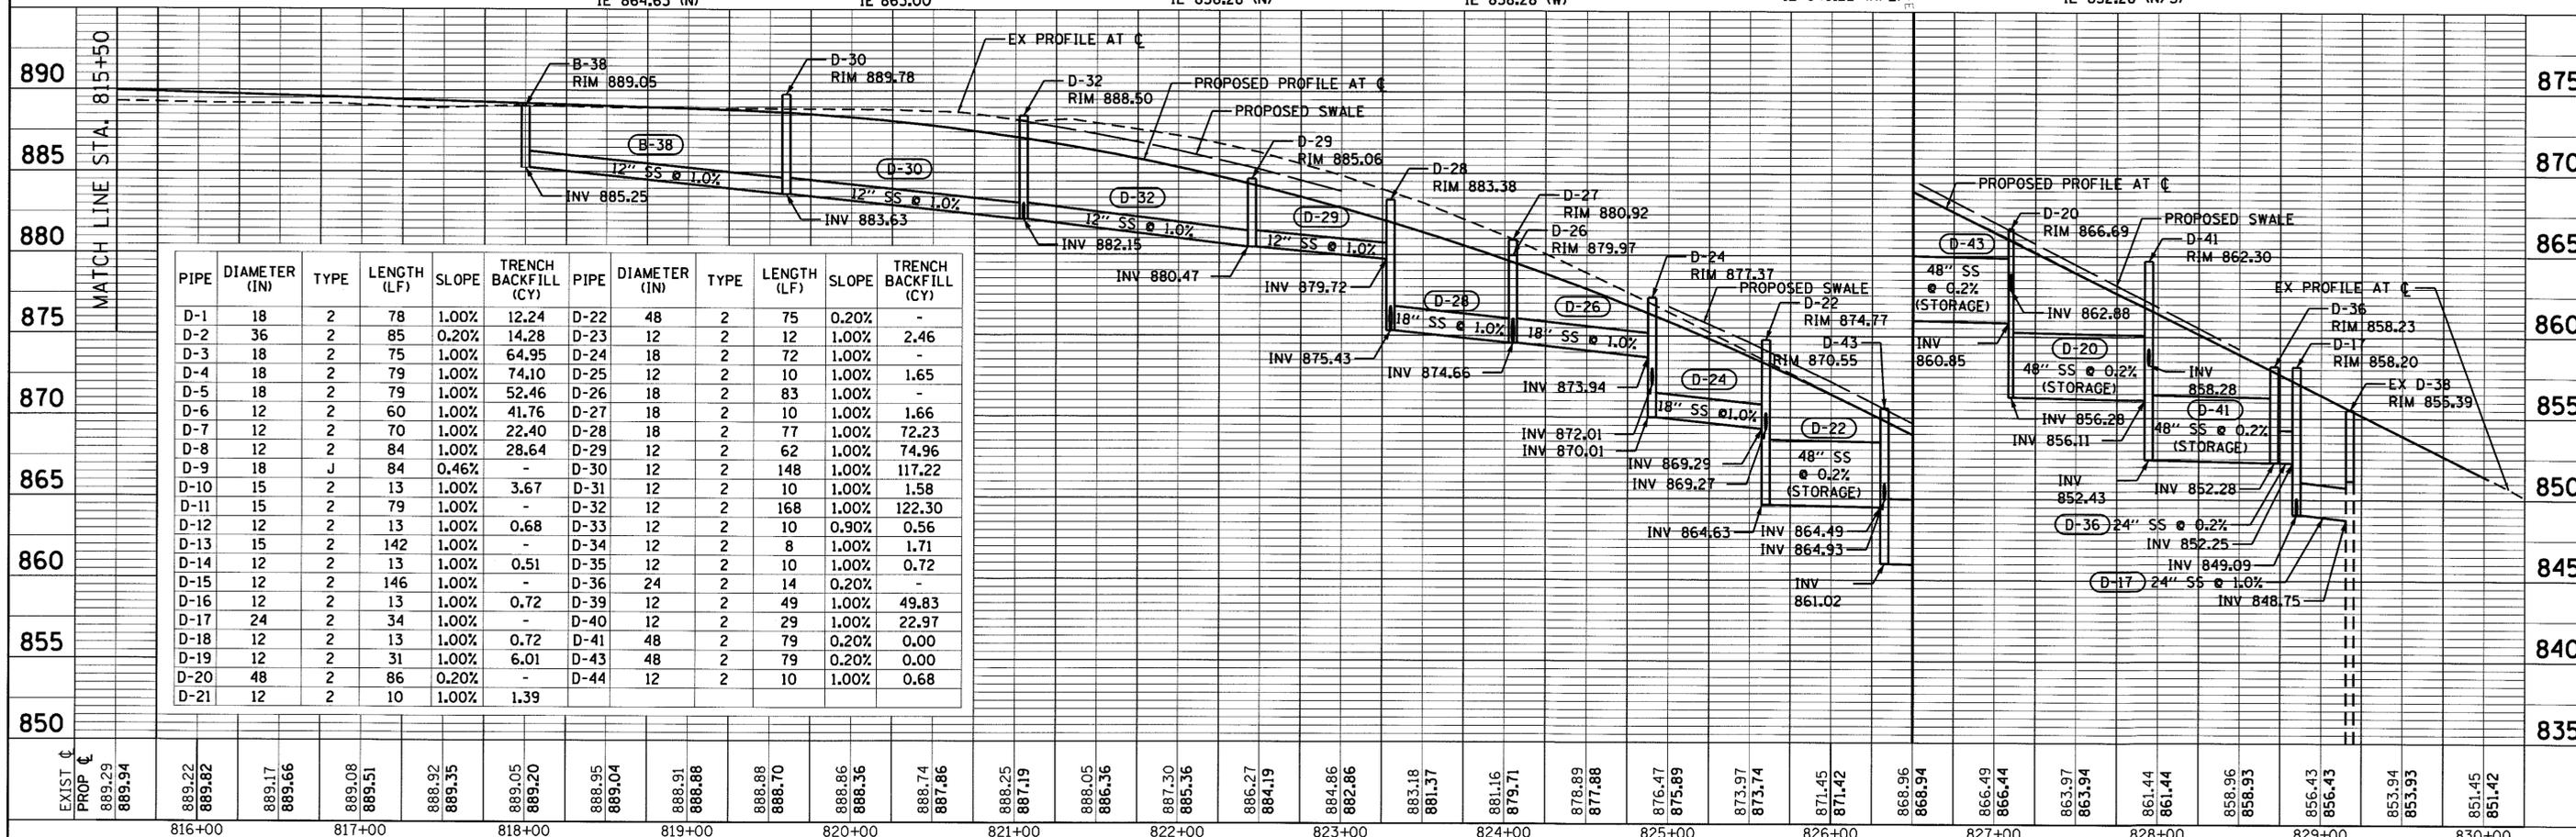 IE 864.63 (N)
IE 863.00
IE 852.28 (N/S)
890
885
880
875
870
865
860
855
850
MATCH LINE STA. 815+50
B-38
RIM 889.05
D-30
RIM 889.78
EX PROFILE AT ℄
D-32
RIM 888.50
PROPOSED PROFILE AT ℄
PROPOSED SWALE
D-29
RIM 885.06
D-28
RIM 883.38
D-27
RIM 880.92
D-26
RIM 879.97
D-24
RIM 877.37
PROPOSED SWALE
D-22
RIM 874.77
D-43
RIM 870.55
B-38
12" SS @ 1.0%
INV 885.25
D-30
12" SS @ 1.0%
INV 883.63
D-32
12" SS @ 1.0%
INV 882.15
D-29
12" SS @ 1.0%
INV 880.47
INV 879.72
D-28
18" SS @ 1.0%
INV 875.43
D-26
18" SS @ 1.0%
INV 874.66
INV 873.94
D-24
18" SS @1.0%
INV 872.01
INV 870.01
INV 869.29
INV 869.27
D-22
48" SS
@ 0.2%
(STORAGE)
INV 864.63
INV 864.49
INV 864.93
INV
861.02
PROPOSED PROFILE AT ℄
D-20
RIM 866.69
PROPOSED SWALE
D-41
RIM 862.30
EX PROFILE AT ℄
D-36
RIM 858.23
D-17
RIM 858.20
EX D-38
RIM 855.39
D-43
48" SS
@ 0.2%
(STORAGE)
INV
860.85
INV 862.88
D-20
48" SS @ 0.2%
(STORAGE)
INV
858.28
INV 856.28
INV 856.11
D-41
48" SS @ 0.2%
(STORAGE)
INV
852.43
INV 852.28
D-36 24" SS @ 0.2%
INV 852.25
INV 849.09
D-17 24" SS @ 1.0%
INV 848.75
875
870
865
860
855
850
845
840
835
PIPE DIAMETER (IN) TYPE LENGTH (LF) SLOPE TRENCH BACKFILL (CY) PIPE DIAMETER (IN) TYPE LENGTH (LF) SLOPE TRENCH BACKFILL (CY)
D-1 18 2 78 1.00% 12.24 D-22 48 2 75 0.20% -
D-2 36 2 85 0.20% 14.28 D-23 12 2 12 1.00% 2.46
D-3 18 2 75 1.00% 64.95 D-24 18 2 72 1.00% -
D-4 18 2 79 1.00% 74.10 D-25 12 2 10 1.00% 1.65
D-5 18 2 79 1.00% 52.46 D-26 18 2 83 1.00% -
D-6 12 2 60 1.00% 41.76 D-27 18 2 10 1.00% 1.66
D-7 12 2 70 1.00% 22.40 D-28 18 2 77 1.00% 72.23
D-8 12 2 84 1.00% 28.64 D-29 12 2 62 1.00% 74.96
D-9 18 J 84 0.46% - D-30 12 2 148 1.00% 117.22
D-10 15 2 13 1.00% 3.67 D-31 12 2 10 1.00% 1.58
D-11 15 2 79 1.00% - D-32 12 2 168 1.00% 122.30
D-12 12 2 13 1.00% 0.68 D-33 12 2 10 0.90% 0.56
D-13 15 2 142 1.00% - D-34 12 2 8 1.00% 1.71
D-14 12 2 13 1.00% 0.51 D-35 12 2 10 1.00% 0.72
D-15 12 2 146 1.00% - D-36 24 2 14 0.20% -
D-16 12 2 13 1.00% 0.72 D-39 12 2 49 1.00% 49.83
D-17 24 2 34 1.00% - D-40 12 2 29 1.00% 22.97
D-18 12 2 13 1.00% 0.72 D-41 48 2 79 0.20% 0.00
D-19 12 2 31 1.00% 6.01 D-43 48 2 79 0.20% 0.00
D-20 48 2 86 0.20% - D-44 12 2 10 1.00% 0.68
D-21 12 2 10 1.00% 1.39
EXIST ℄ 889.29 889.22 889.17 889.08 888.92 889.05 888.95 888.91 888.88 888.86 888.74 888.25 888.05 887.30 886.27 884.86 883.18 881.16 878.89 876.47 873.97 871.45 868.96 866.49 863.97 861.44 858.96 856.43 853.94 851.45
PROP ℄ 889.94 889.82 889.66 889.51 889.35 889.20 889.04 888.88 888.70 888.36 887.86 887.19 886.36 885.36 884.19 882.86 881.37 879.71 877.88 875.89 873.74 871.42 868.94 866.44 863.94 861.44 858.93 856.43 853.93 851.42
816+00 817+00 818+00 819+00 820+00 821+00 822+00 823+00 824+00 825+00 826+00 827+00 828+00 829+00 830+00